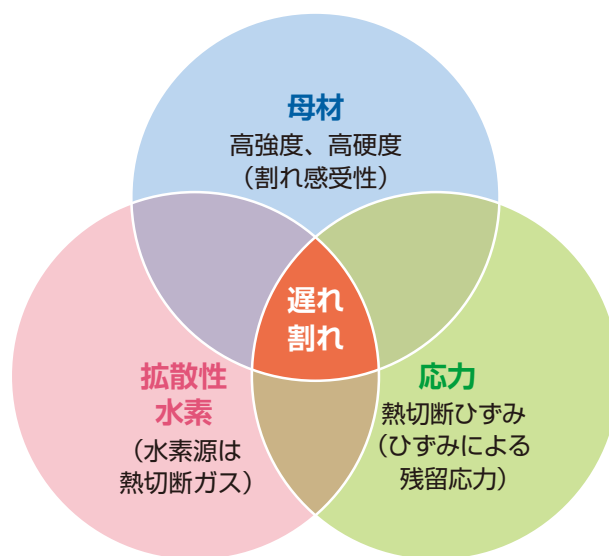 母材
高強度、高硬度
（割れ感受性）
遅れ
割れ
拡散性
水素
（水素源は
熱切断ガス）
応力
熱切断ひずみ
（ひずみによる
残留応力）